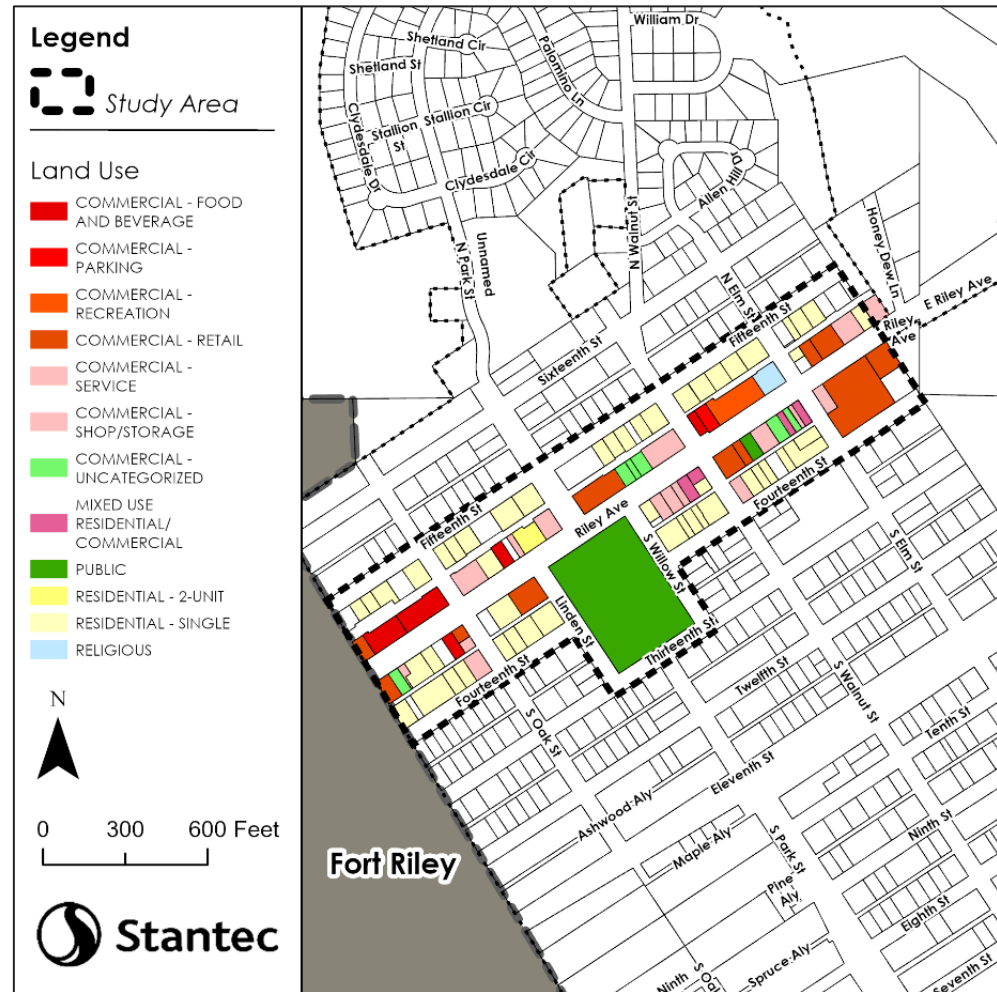 Legend
Study Area
Land Use
COMMERCIAL - FOOD
AND BEVERAGE
COMMERCIAL -
PARKING
COMMERCIAL -
RECREATION
COMMERCIAL - RETAIL
COMMERCIAL -
SERVICE
COMMERCIAL -
SHOP/STORAGE
COMMERCIAL -
UNCATEGORIZED
MIXED USE
RESIDENTIAL/
COMMERCIAL
PUBLIC
RESIDENTIAL - 2-UNIT
RESIDENTIAL - SINGLE
RELIGIOUS
N
0 300 600 Feet
Stantec
William Dr
Shetland Cir
Shetland St
Palomino Ln
Clydesdale Dr
Stallion Cir
Stallion
St
Clydesdale Cir
Allen Hill Dr
N Walnut St
Unnamed
N Park St
Honey Dew Ln
E Riley Ave
N Elm St
Fifteenth St
Riley
Ave
Sixteenth St
Fourteenth St
Fifteenth St
Riley Ave
S Willow St
S Elm St
Linden St
Thirteenth St
Fourteenth St
Twelfth St
S Walnut St
Tenth St
S Oak St
Eleventh St
Ashwood Aly
Maple Aly
Ninth St
S Park St
Pine
Aly
Fort Riley
Eighth St
Spruce Aly
Seventh St
Ninth